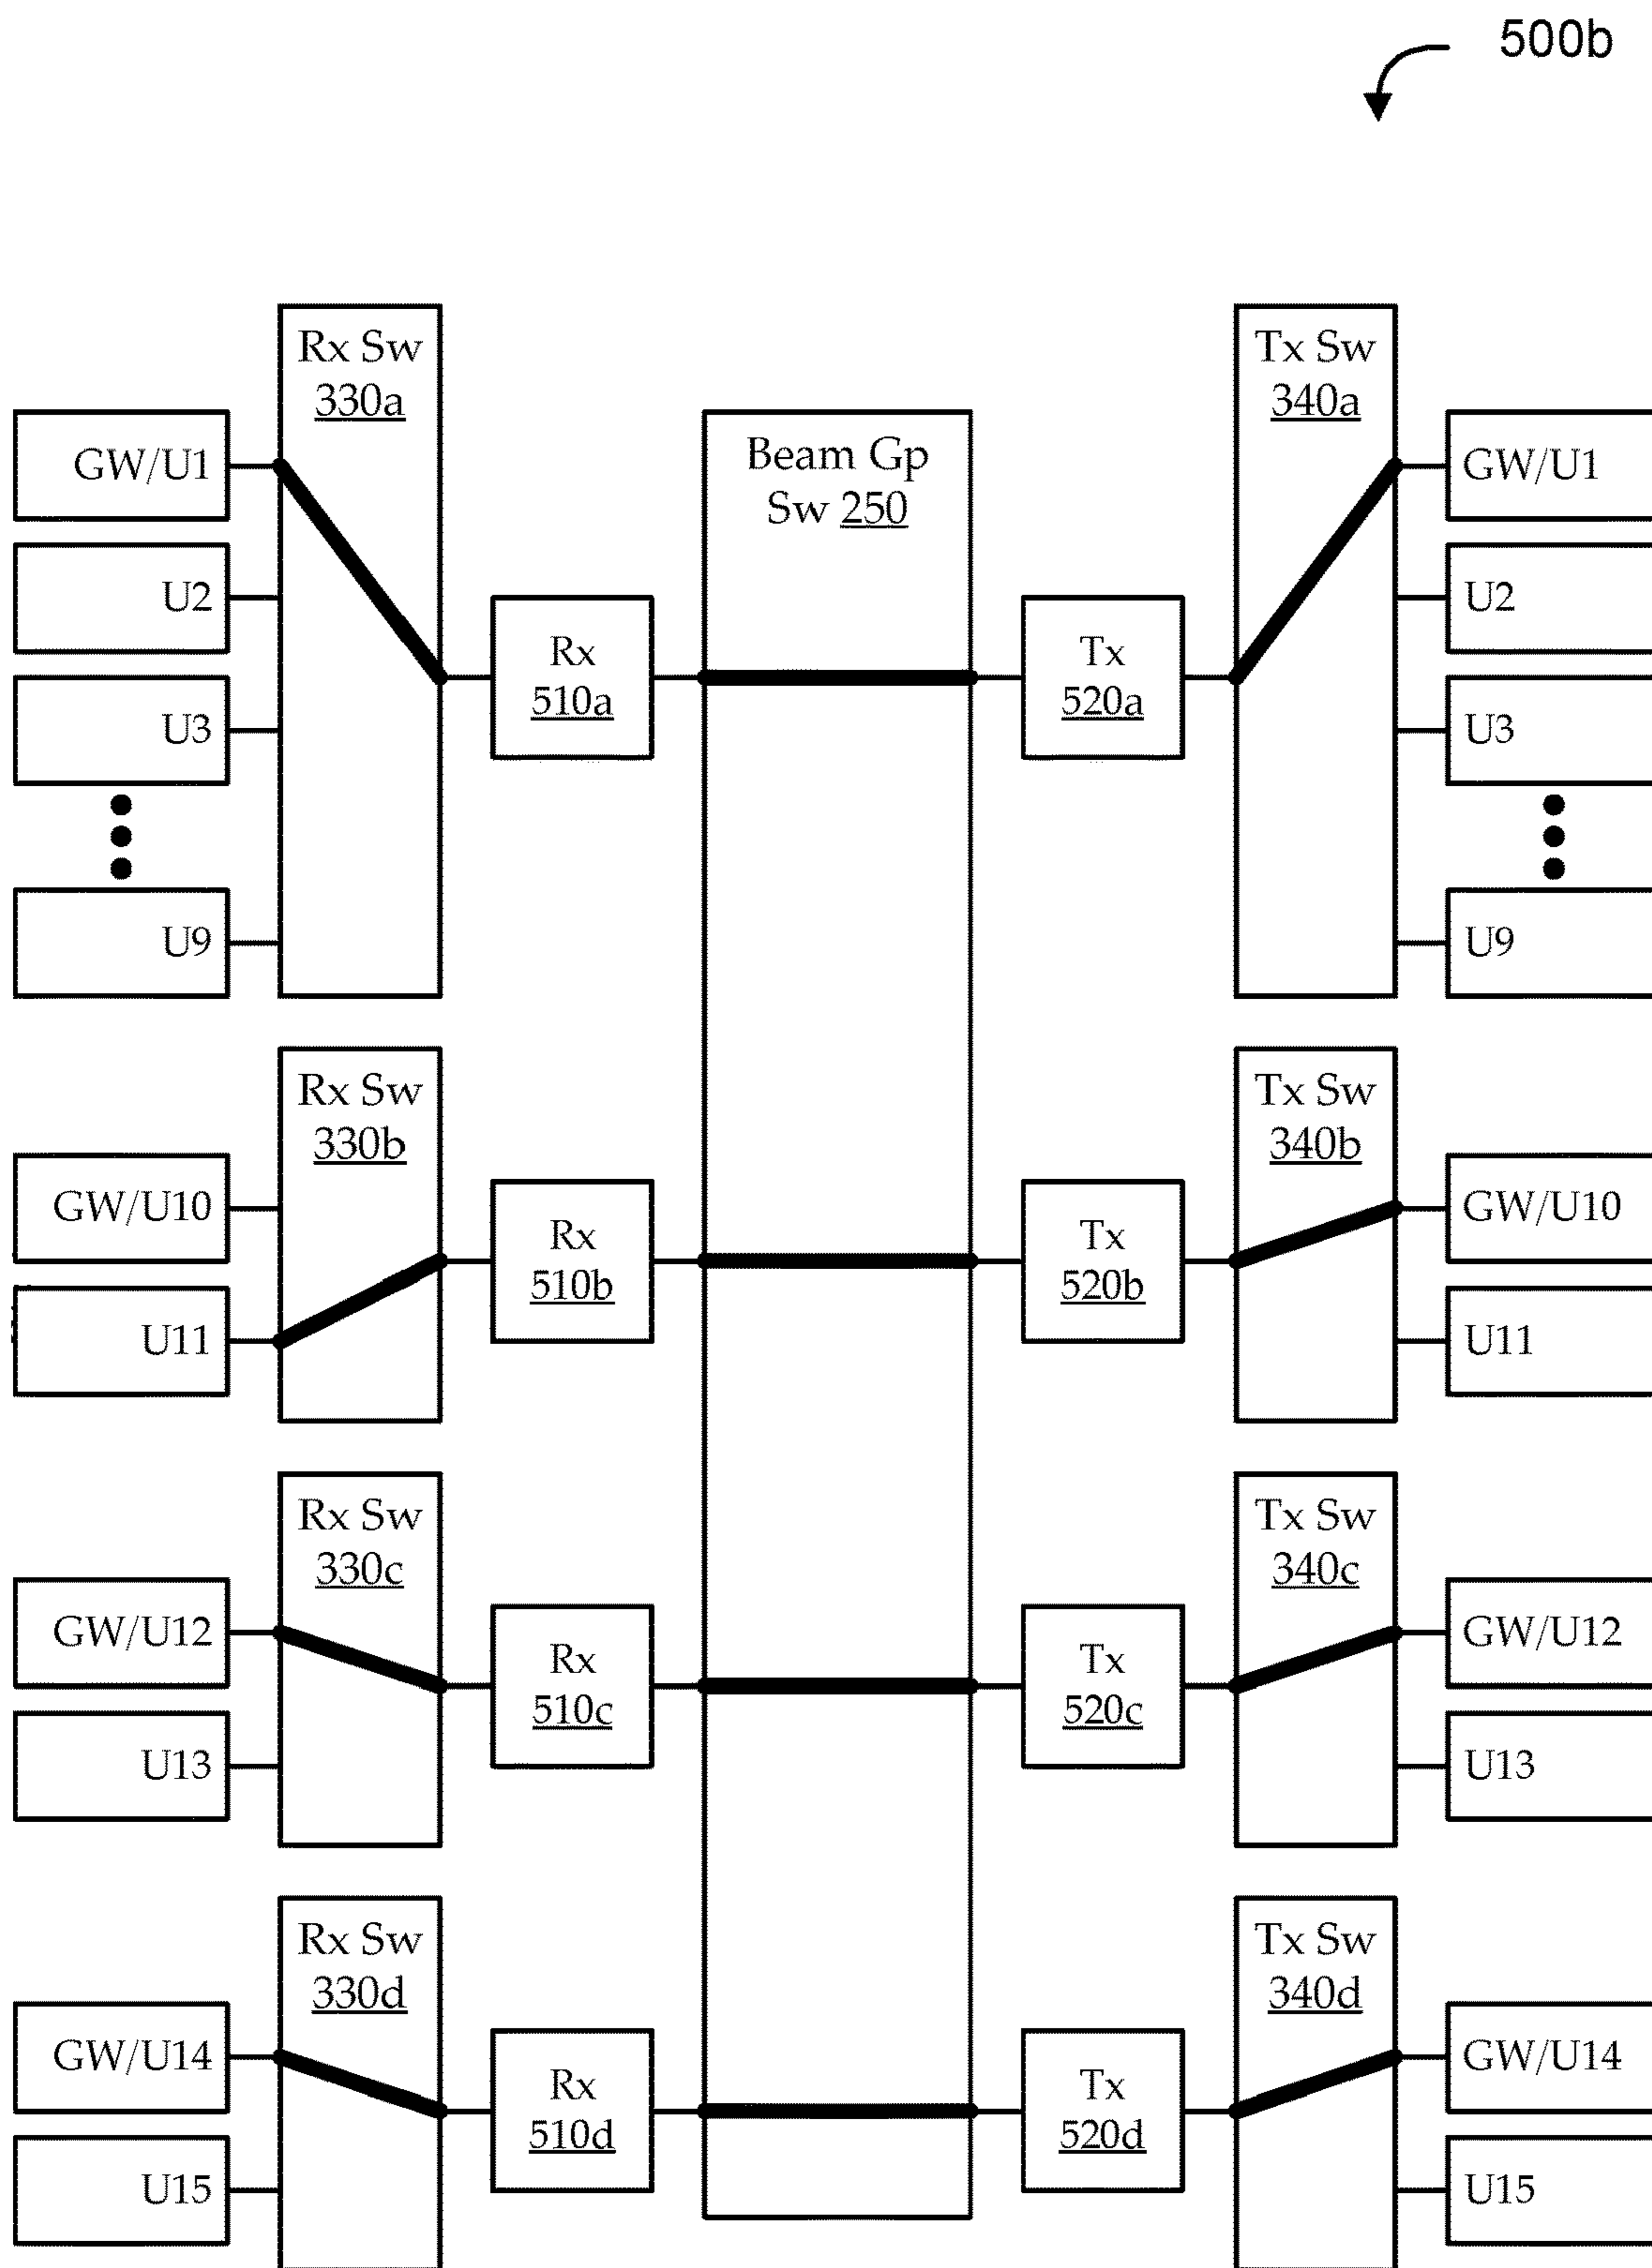 500b
Rx Sw
330a
Tx Sw
340a
GW/U1
Beam Gp
Sw 250
GW/U1
U2
U2
Rx
510a
Tx
520a
U3
U3
U9
U9
Rx Sw
330b
Tx Sw
340b
GW/U10
GW/U10
Rx
510b
Tx
520b
U11
U11
Rx Sw
330c
Tx Sw
340c
GW/U12
GW/U12
Rx
510c
Tx
520c
U13
U13
Rx Sw
330d
Tx Sw
340d
GW/U14
GW/U14
Rx
510d
Tx
520d
U15
U15